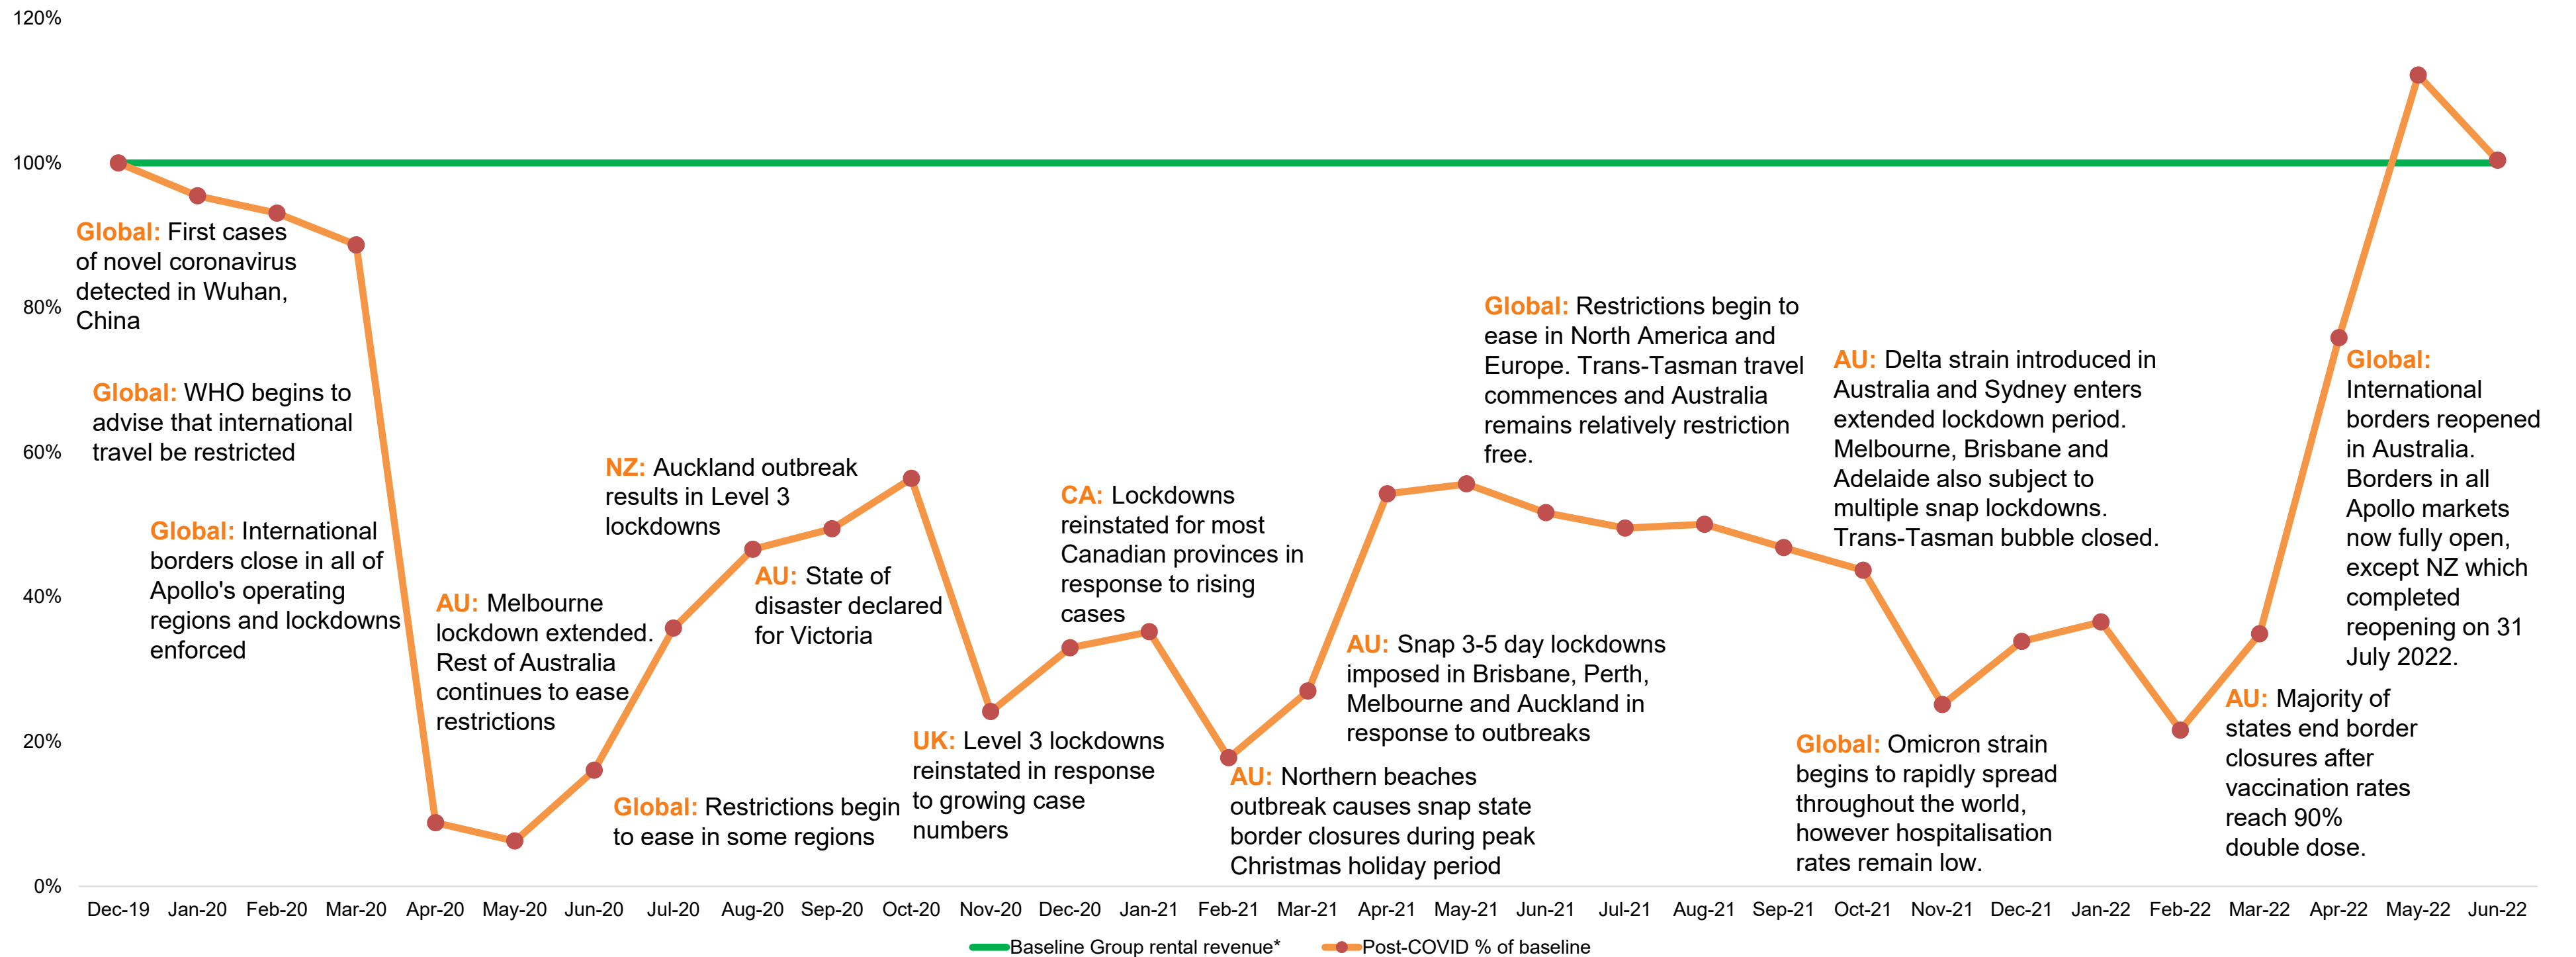 120%
100%
80%
60%
40%
20%
0%
Global: First cases
of novel coronavirus
detected in Wuhan,
China
Global: WHO begins to
advise that international
travel be restricted
Global: International
borders close in all of
Apollo's operating
regions and lockdowns
enforced
AU: Melbourne
lockdown extended.
Rest of Australia
continues to ease
restrictions
NZ: Auckland outbreak
results in Level 3
lockdowns
Global: Restrictions begin
to ease in some regions
AU: State of
disaster declared
for Victoria
UK: Level 3 lockdowns
reinstated in response
to growing case
numbers
CA: Lockdowns
reinstated for most
Canadian provinces in
response to rising
cases
AU: Northern beaches
outbreak causes snap state
border closures during peak
Christmas holiday period
AU: Snap 3-5 day lockdowns
imposed in Brisbane, Perth,
Melbourne and Auckland in
response to outbreaks
Global: Restrictions begin to
ease in North America and
Europe. Trans-Tasman travel
commences and Australia
remains relatively restriction
free.
AU: Delta strain introduced in
Australia and Sydney enters
extended lockdown period.
Melbourne, Brisbane and
Adelaide also subject to
multiple snap lockdowns.
Trans-Tasman bubble closed.
Global: Omicron strain
begins to rapidly spread
throughout the world,
however hospitalisation
rates remain low.
AU: Majority of
states end border
closures after
vaccination rates
reach 90%
double dose.
Global:
International
borders reopened
in Australia.
Borders in all
Apollo markets
now fully open,
except NZ which
completed
reopening on 31
July 2022.
Dec-19 Jan-20 Feb-20 Mar-20 Apr-20 May-20 Jun-20 Jul-20 Aug-20 Sep-20 Oct-20 Nov-20 Dec-20 Jan-21 Feb-21 Mar-21 Apr-21 May-21 Jun-21 Jul-21 Aug-21 Sep-21 Oct-21 Nov-21 Dec-21 Jan-22 Feb-22 Mar-22 Apr-22 May-22 Jun-22
Baseline Group rental revenue* Post-COVID % of baseline